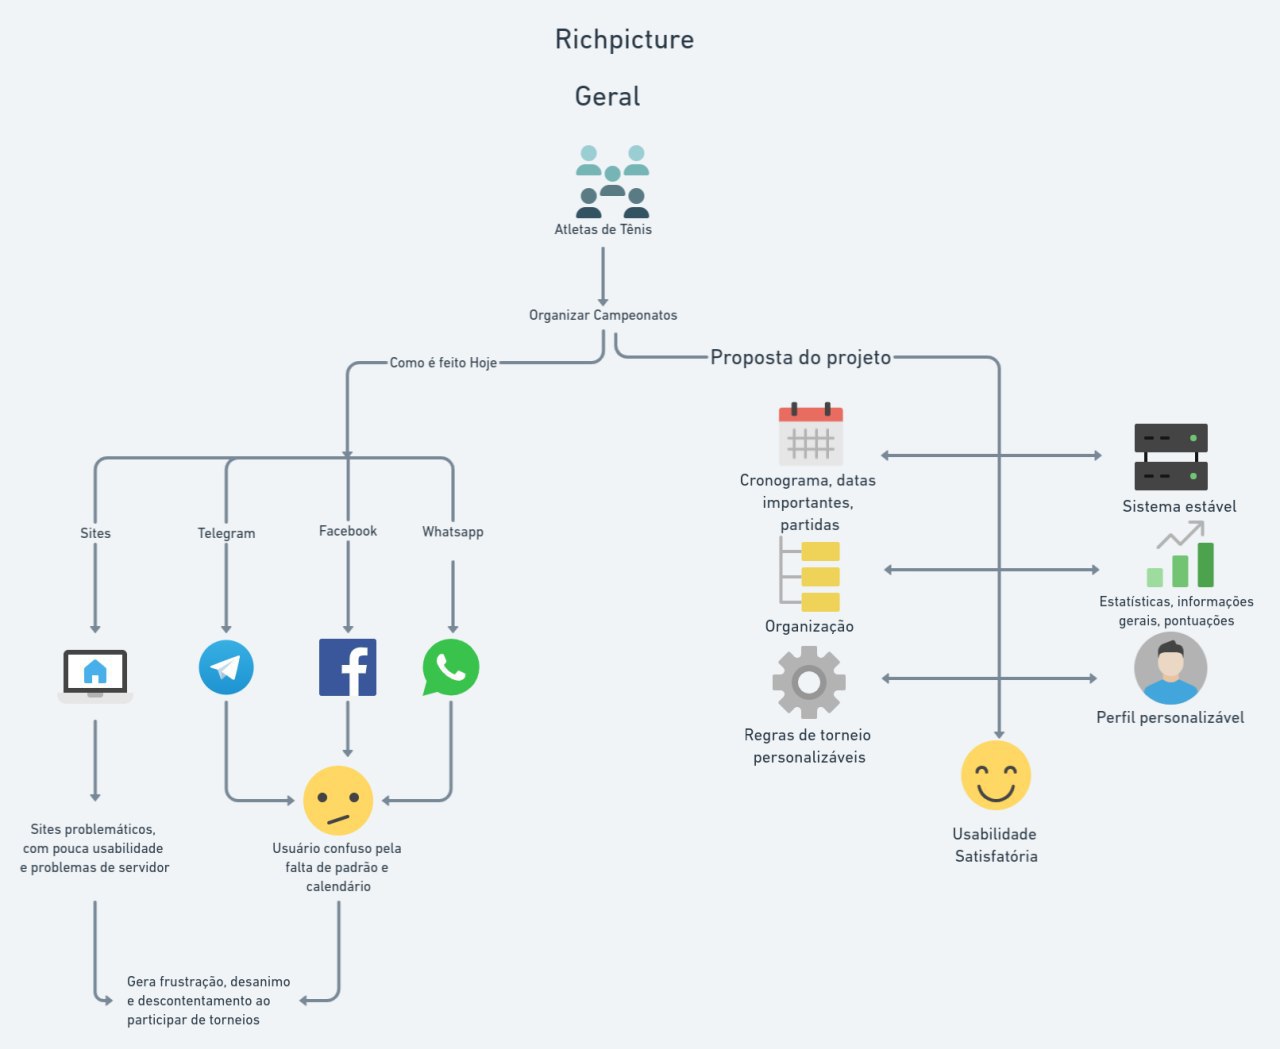 Richpicture
Geral
Atletas de Tênis
Organizar Campeonatos
Como é feito Hoje
Proposta do projeto
Sites
Telegram
Facebook
Whatsapp
Sites problemáticos,
com pouca usabilidade
e problemas de servidor
Usuário confuso pela
falta de padrão e
calendário
Gera frustração, desanimo
e descontentamento ao
participar de torneios
Cronograma, datas
importantes,
partidas
Organização
Regras de torneio
personalizáveis
Sistema estável
Estatísticas, informações
gerais, pontuações
Perfil personalizável
Usabilidade
Satisfatória